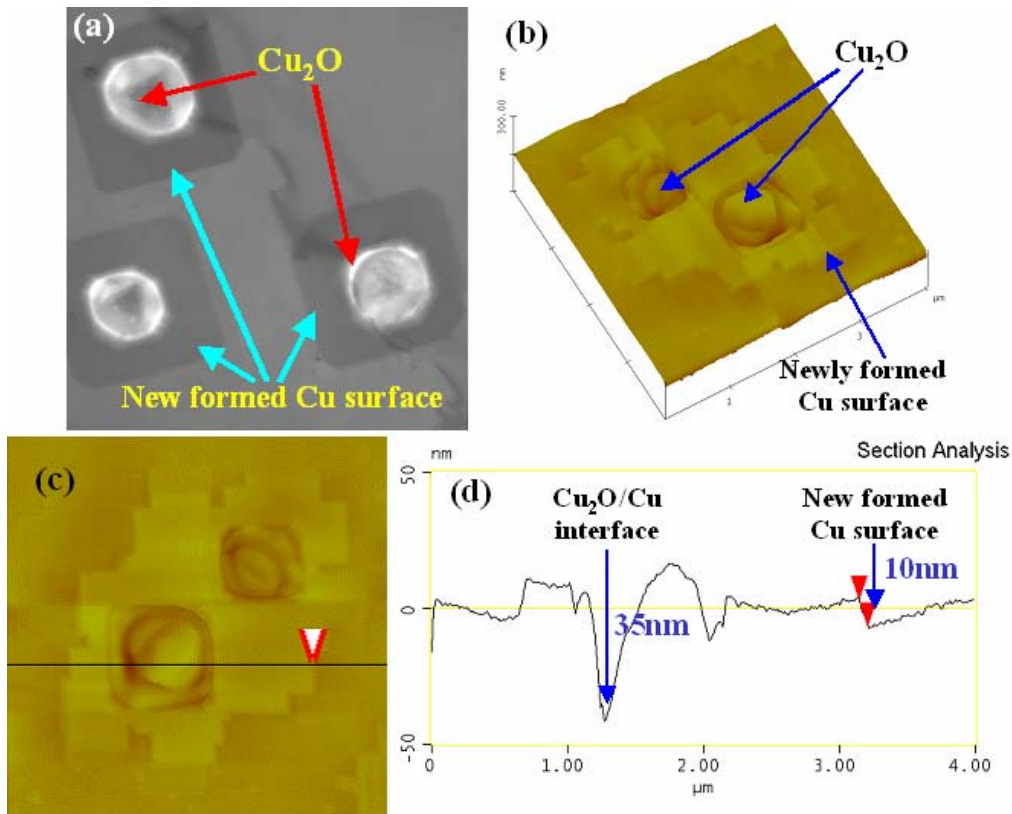 (a)
Cu₂O
New formed Cu surface
(b)
Cu₂O
nm
300.00
1
3
µm
Newly formed
Cu surface
(c)
(d)
nm
Section Analysis
50
0
-50
Cu₂O/Cu
interface
35nm
New formed
Cu surface
10nm
0
1.00
2.00
3.00
4.00
µm